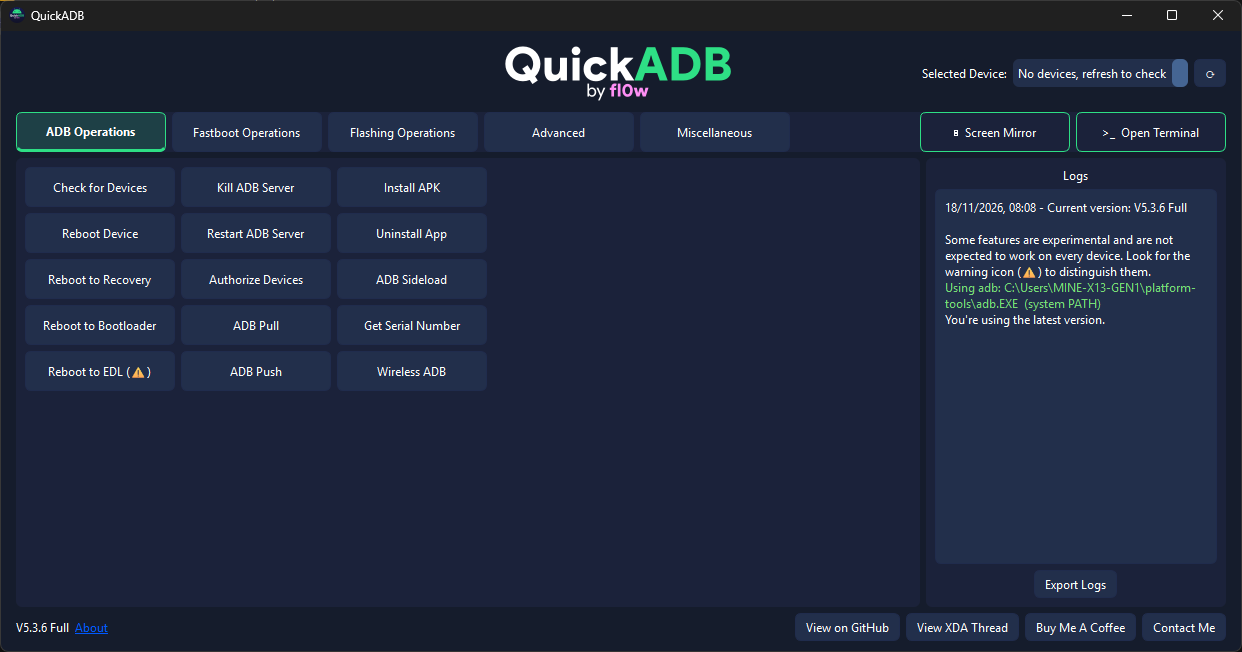 QuickADB
QuickADB
by fl0w
Selected Device: No devices, refresh to check
ADB Operations
Fastboot Operations
Flashing Operations
Advanced
Miscellaneous
Screen Mirror
>_ Open Terminal
Check for Devices
Kill ADB Server
Install APK
Reboot Device
Restart ADB Server
Uninstall App
Reboot to Recovery
Authorize Devices
ADB Sideload
Reboot to Bootloader
ADB Pull
Get Serial Number
Reboot to EDL (⚠️)
ADB Push
Wireless ADB
Logs
18/11/2026, 08:08 - Current version: V5.3.6 Full
Some features are experimental and are not
expected to work on every device. Look for the
warning icon (⚠️) to distinguish them.
Using adb: C:\Users\MINE-X13-GEN1\platform-
tools\adb.EXE (system PATH)
You're using the latest version.
Export Logs
V5.3.6 Full About
View on GitHub
View XDA Thread
Buy Me A Coffee
Contact Me